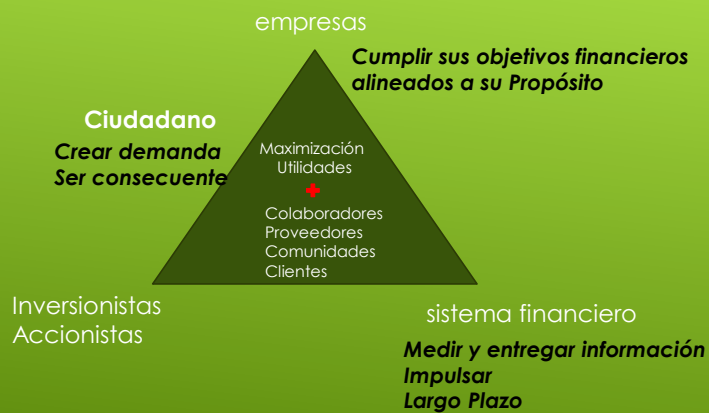 empresas
Cumplir sus objetivos financieros
alineados a su Propósito
Ciudadano
Crear demanda
Ser consecuente
Maximización
Utilidades
+
Colaboradores
Proveedores
Comunidades
Clientes
Inversionistas
Accionistas
sistema financiero
Medir y entregar información
Impulsar
Largo Plazo